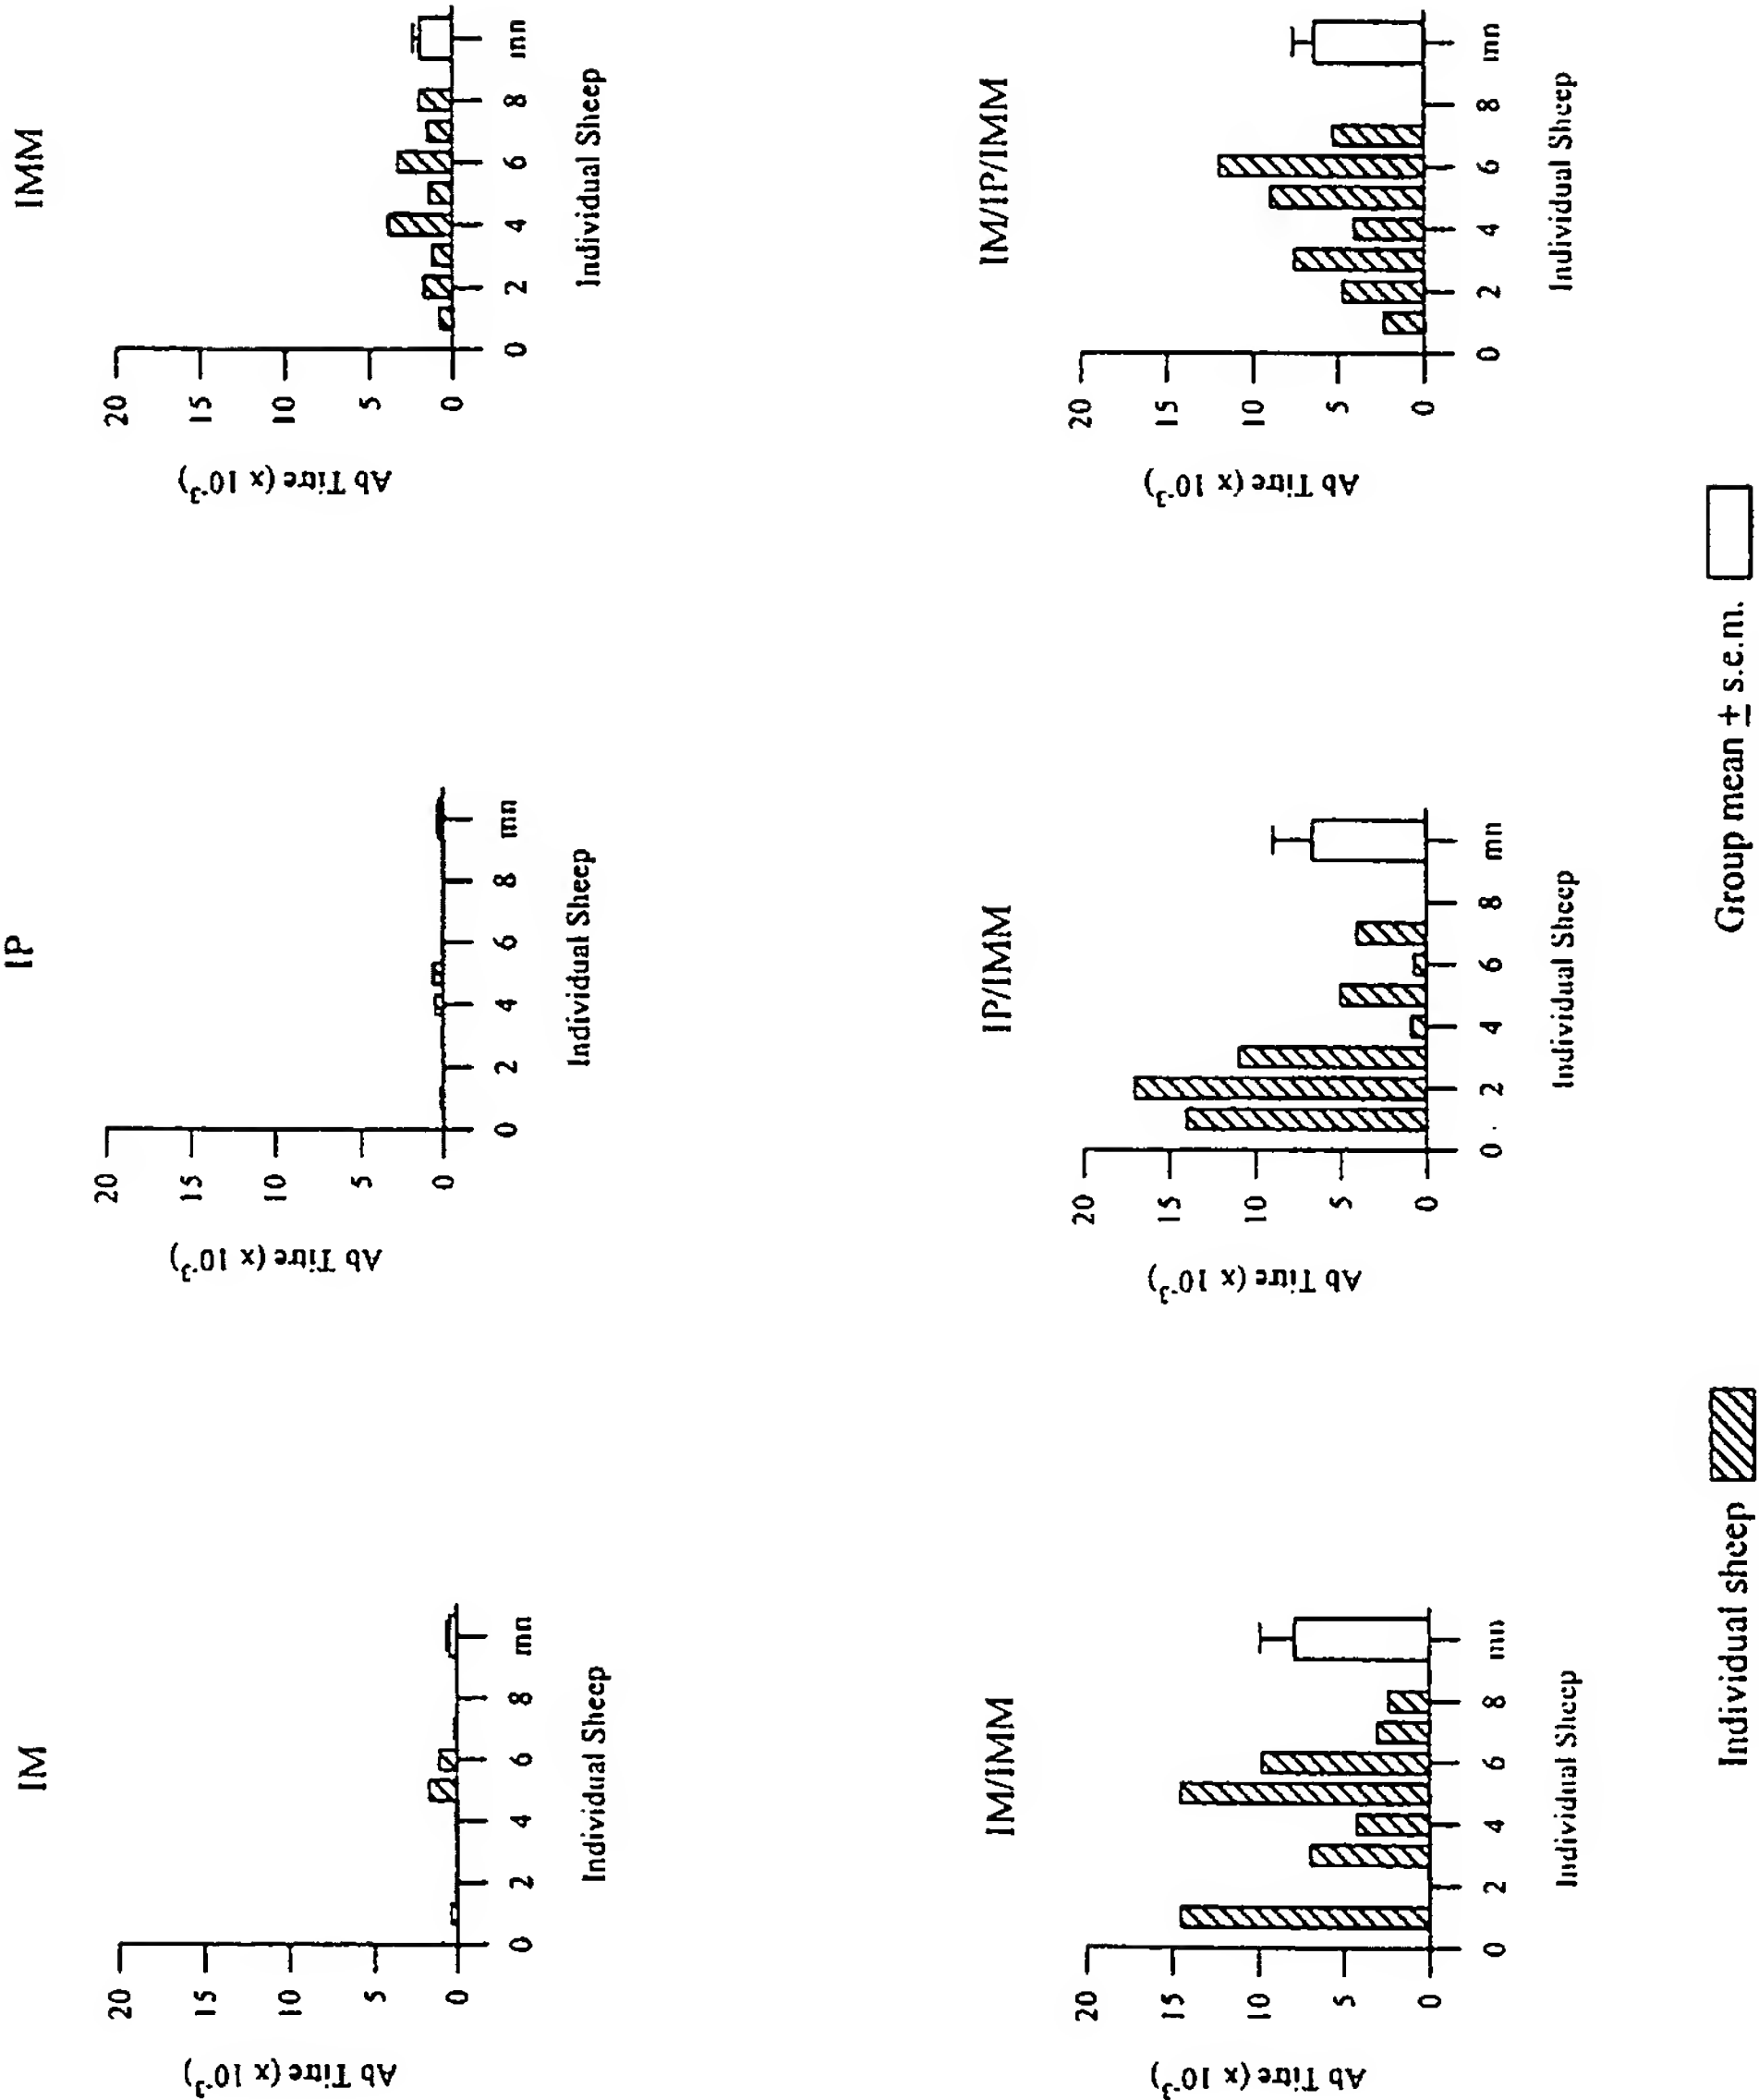 IM
Ab Titre (x 10⁻³)
20
15
10
5
0
0 2 4 6 8 mn
Individual Sheep
IP
Ab Titre (x 10⁻³)
20
15
10
5
0
0 2 4 6 8 mn
Individual Sheep
IMM
Ab Titre (x 10⁻³)
20
15
10
5
0
0 2 4 6 8 mn
Individual Sheep
IM/IMM
Ab Titre (x 10⁻³)
20
15
10
5
0
0 2 4 6 8 mn
Individual Sheep
IP/IMM
Ab Titre (x 10⁻³)
20
15
10
5
0
0 2 4 6 8 mn
Individual Sheep
IM/IP/IMM
Ab Titre (x 10⁻³)
20
15
10
5
0
0 2 4 6 8 mn
Individual Sheep
Individual sheep
Group mean ± s.e.m.